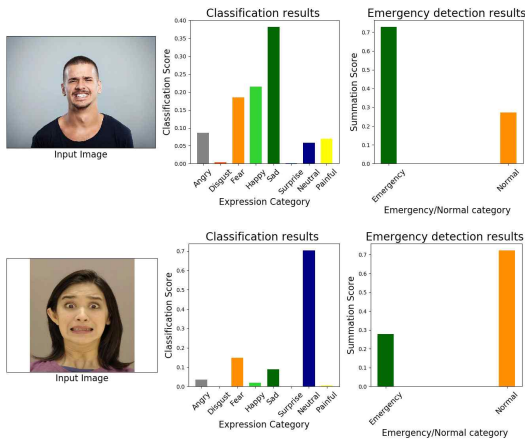 Classification results
Classification Score
0.40
0.35
0.30
0.25
0.20
0.15
0.10
0.05
0.00
Angry
Disgust
Fear
Happy
Sad
Surprise
Neutral
Painful
Expression Category
Input Image
Emergency detection results
Summation Score
0.7
0.6
0.5
0.4
0.3
0.2
0.1
0.0
Emergency
Normal
Emergency/Normal category
Classification results
Classification Score
0.7
0.6
0.5
0.4
0.3
0.2
0.1
0.0
Angry
Disgust
Fear
Happy
Sad
Surprise
Neutral
Painful
Expression Category
Input Image
Emergency detection results
Summation Score
0.7
0.6
0.5
0.4
0.3
0.2
0.1
0.0
Emergency
Normal
Emergency/Normal category